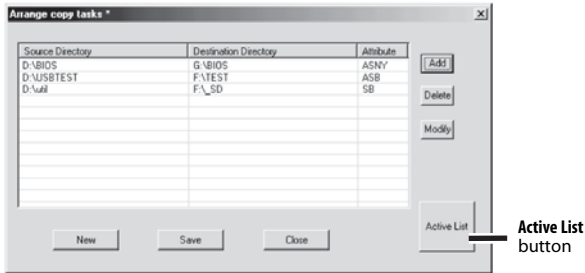 Arrange copy tasks *
Source Directory Destination Directory Attribute
D:\BIOS G:\BIOS ASNY
D:\USBTEST F:\TEST ASB
D:\util F:\_SD SB
Add
Delete
Modify
Active List
New Save Close
Active List
button